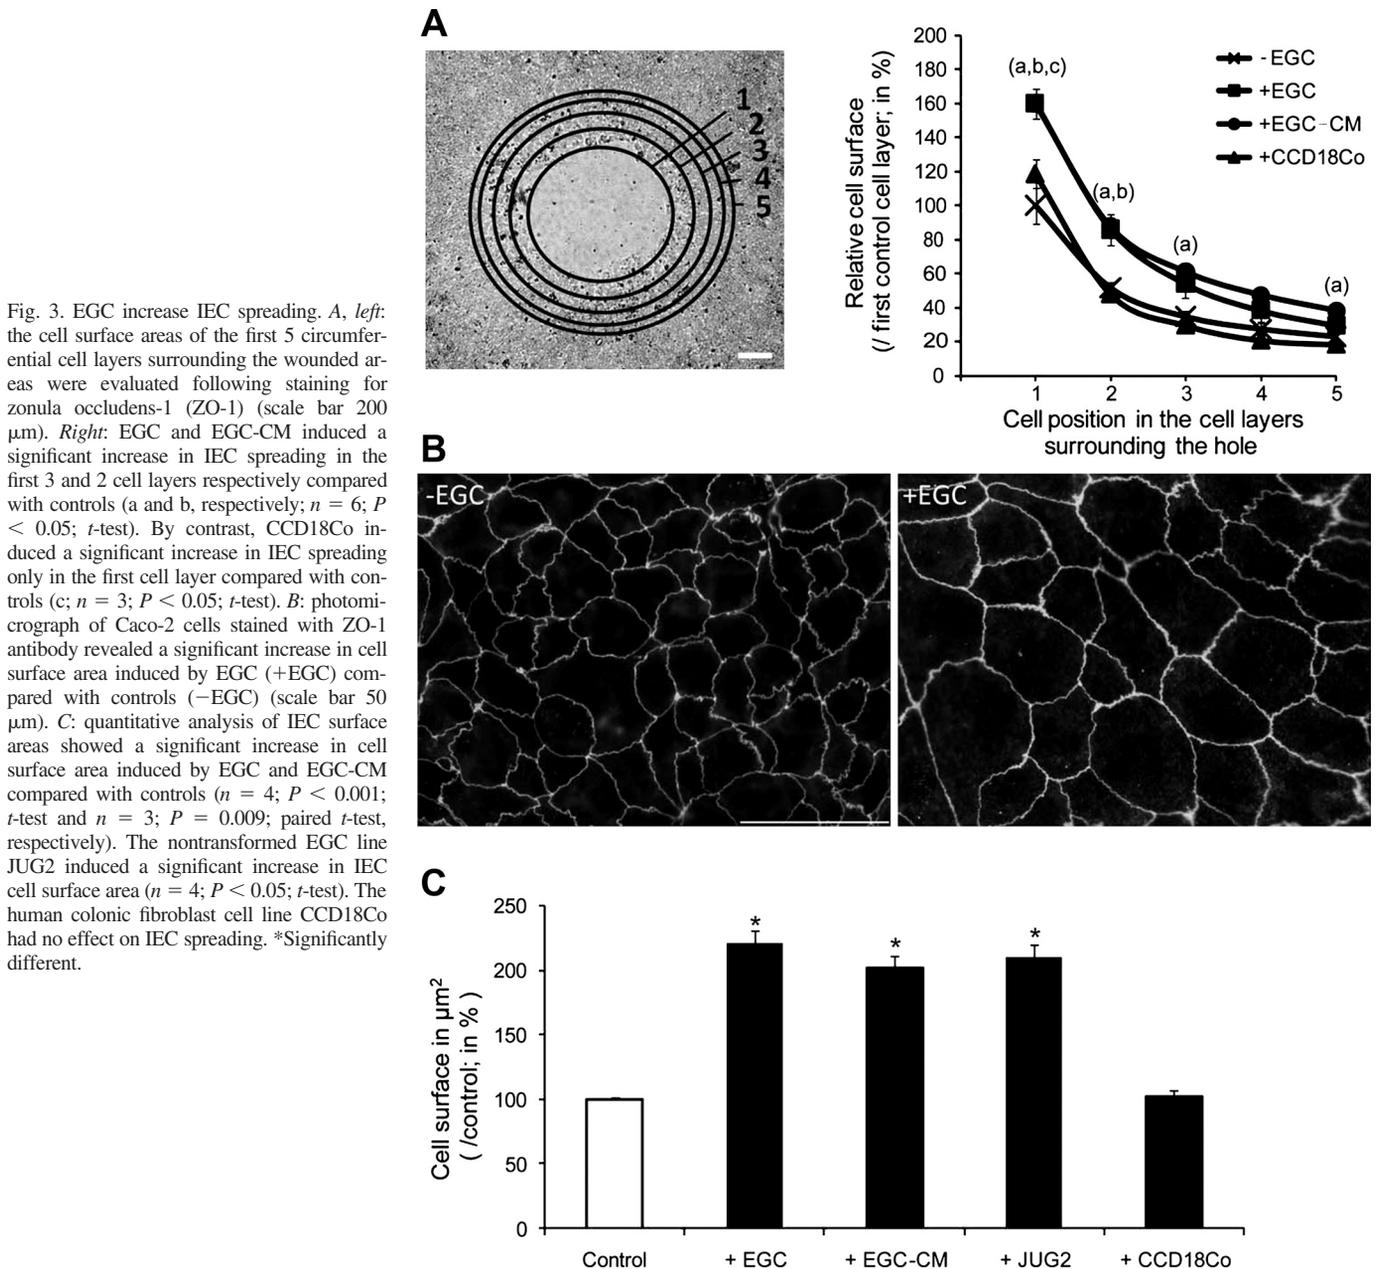 Fig. 3. EGC increase IEC spreading. A, left:
the cell surface areas of the first 5 circumfer-
ential cell layers surrounding the wounded ar-
eas were evaluated following staining for
zonula occludens-1 (ZO-1) (scale bar 200
μm). Right: EGC and EGC-CM induced a
significant increase in IEC spreading in the
first 3 and 2 cell layers respectively compared
with controls (a and b, respectively; n = 6; P
< 0.05; t-test). By contrast, CCD18Co in-
duced a significant increase in IEC spreading
only in the first cell layer compared with con-
trols (c; n = 3; P < 0.05; t-test). B: photomi-
crograph of Caco-2 cells stained with ZO-1
antibody revealed a significant increase in cell
surface area induced by EGC (+EGC) com-
pared with controls (−EGC) (scale bar 50
μm). C: quantitative analysis of IEC surface
areas showed a significant increase in cell
surface area induced by EGC and EGC-CM
compared with controls (n = 4; P < 0.001;
t-test and n = 3; P = 0.009; paired t-test,
respectively). The nontransformed EGC line
JUG2 induced a significant increase in IEC
cell surface area (n = 4; P < 0.05; t-test). The
human colonic fibroblast cell line CCD18Co
had no effect on IEC spreading. *Significantly
different.
A
1
2
3
4
5
Relative cell surface
(/ first control cell layer; in %)
200
180
160
140
120
100
80
60
40
20
0
(a,b,c)
(a,b)
(a)
(a)
-EGC
+EGC
+EGC-CM
+CCD18Co
1 2 3 4 5
Cell position in the cell layers
surrounding the hole
B
-EGC
+EGC
C
Cell surface in μm²
( /control; in % )
250
200
150
100
50
0
*
*
*
Control
+ EGC
+ EGC-CM
+ JUG2
+ CCD18Co